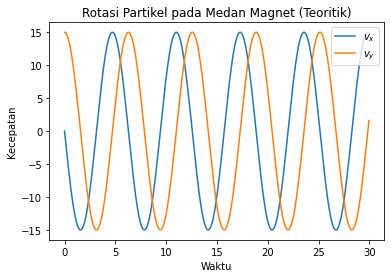 Rotasi Partikel pada Medan Magnet (Teoritik)
v_x
v_y
Kecepatan
15
10
5
0
−5
−10
−15
0 5 10 15 20 25 30
Waktu